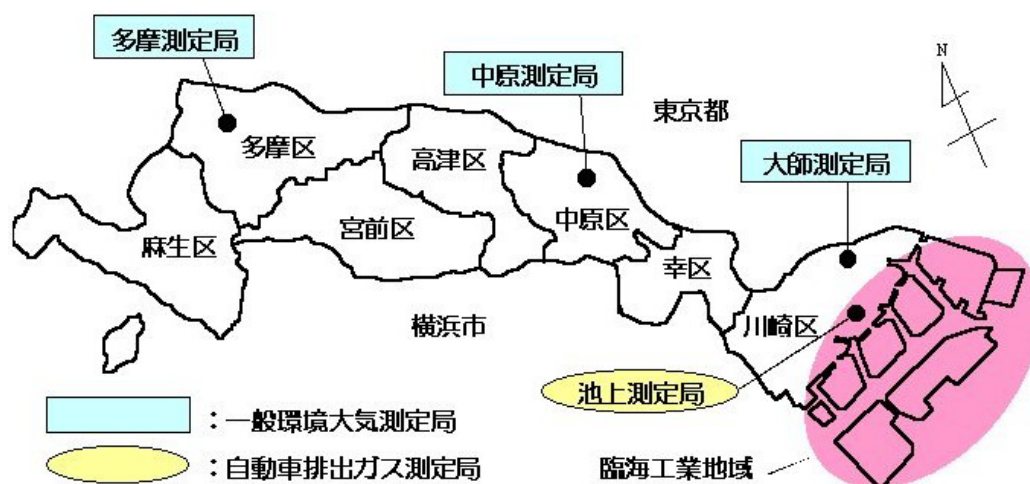 多摩測定局
中原測定局
N
東京都
大師測定局
多摩区
高津区
中原区
宮前区
麻生区
幸区
川崎区
横浜市
池上測定局
：一般環境大気測定局
：自動車排出ガス測定局
臨海工業地域